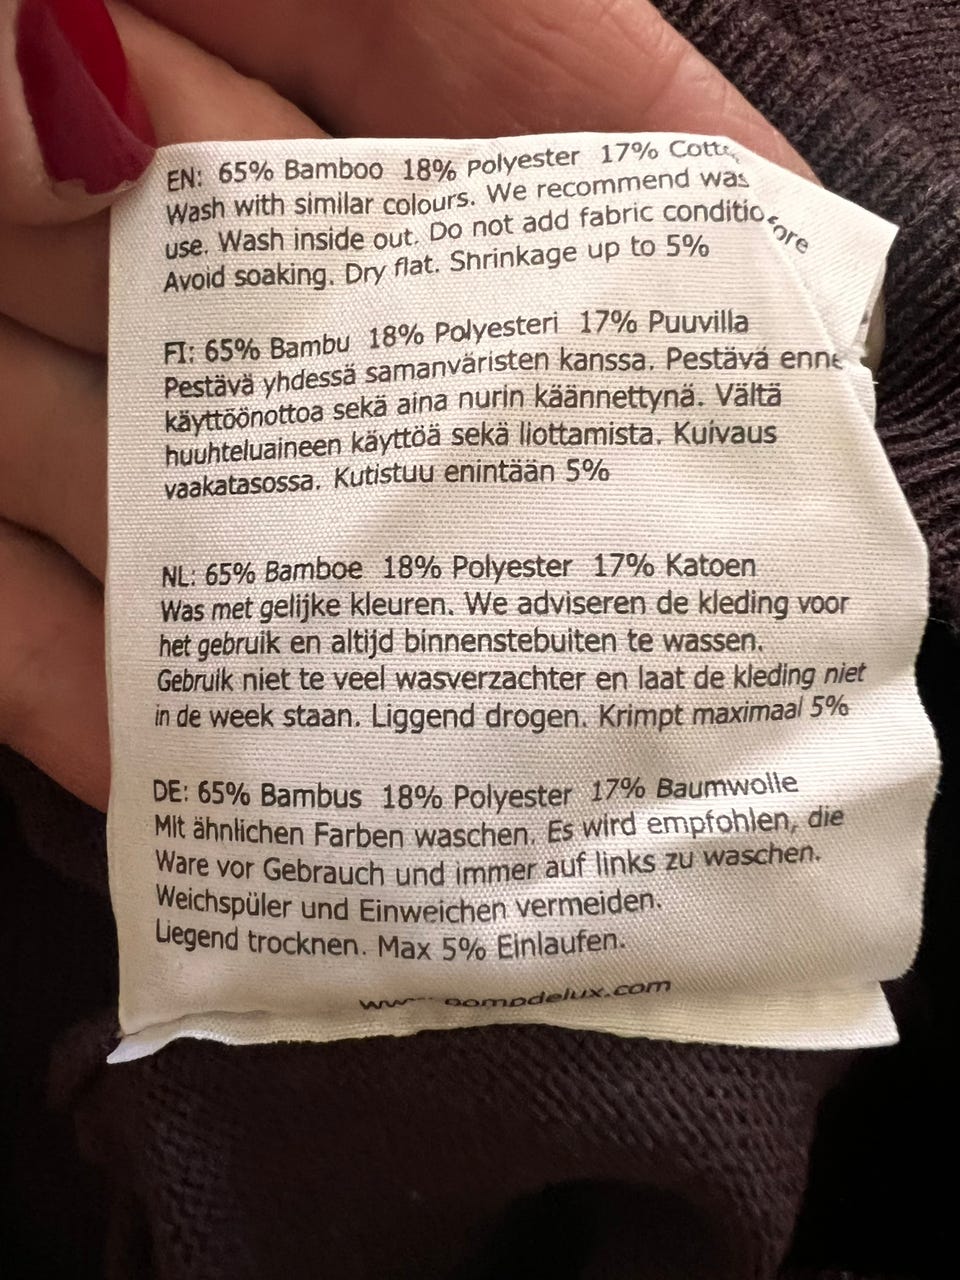 EN: 65% Bamboo 18% Polyester 17%
Wash with similar colours. We recommend
use. Wash inside out. Do not add fabric
Avoid soaking. Dry flat. Shrinkage up to 5%
FI: 65% Bambu 18% Polyesteri 17% Puuvilla
Pestävä yhdessä samanväristen kanssa. Pestävä
käyttöönottoa sekä aina nurin käännettynä. Vältä
huuhteluaineen käyttöä sekä liottamista. Kuivaus
vaakatasossa. Kutistuu enintään 5%
NL: 65% Bamboe 18% Polyester 17% Katoen
Was met gelijke kleuren. We adviseren de kleding voor
het gebruik en altijd binnenstebuiten te wassen.
Gebruik niet te veel wasverzachter en laat de kleding niet
in de week staan. Liggend drogen. Krimpt maximaal 5%
DE: 65% Bambus 18% Polyester 17% Baumwolle
Mit ähnlichen Farben waschen. Es wird empfohlen, die
Ware vor Gebrauch und immer auf links zu waschen.
Weichspüler und Einweichen vermeiden.
Liegend trocknen. Max 5% Einlaufen.